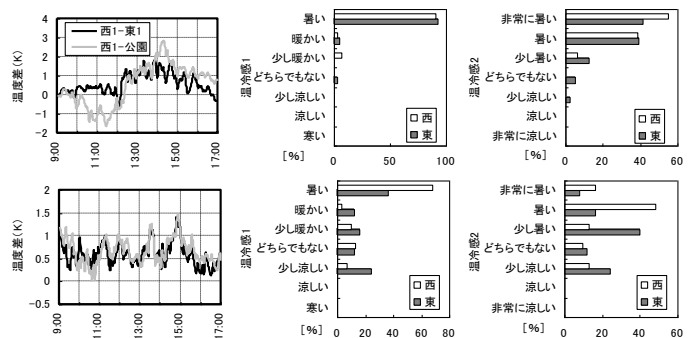 西1-東1
西1-公園
温度差(K)
4
3
2
1
0
-1
-2
9:00
11:00
13:00
15:00
17:00
温冷感1
暑い
暖かい
少し暖かい
どちらでもない
少し涼しい
涼しい
寒い
西
東
[%]
0
50
100
温冷感2
非常に暑い
暑い
少し暑い
どちらでもない
少し涼しい
涼しい
非常に涼しい
西
東
[%]
0
20
40
60
温度差(K)
2
1.5
1
0.5
0
-0.5
9:00
11:00
13:00
15:00
17:00
温冷感1
暑い
暖かい
少し暖かい
どちらでもない
少し涼しい
涼しい
寒い
西
東
[%]
0
20
40
60
80
温冷感2
非常に暑い
暑い
少し暑い
どちらでもない
少し涼しい
涼しい
非常に涼しい
西
東
[%]
0
20
40
60